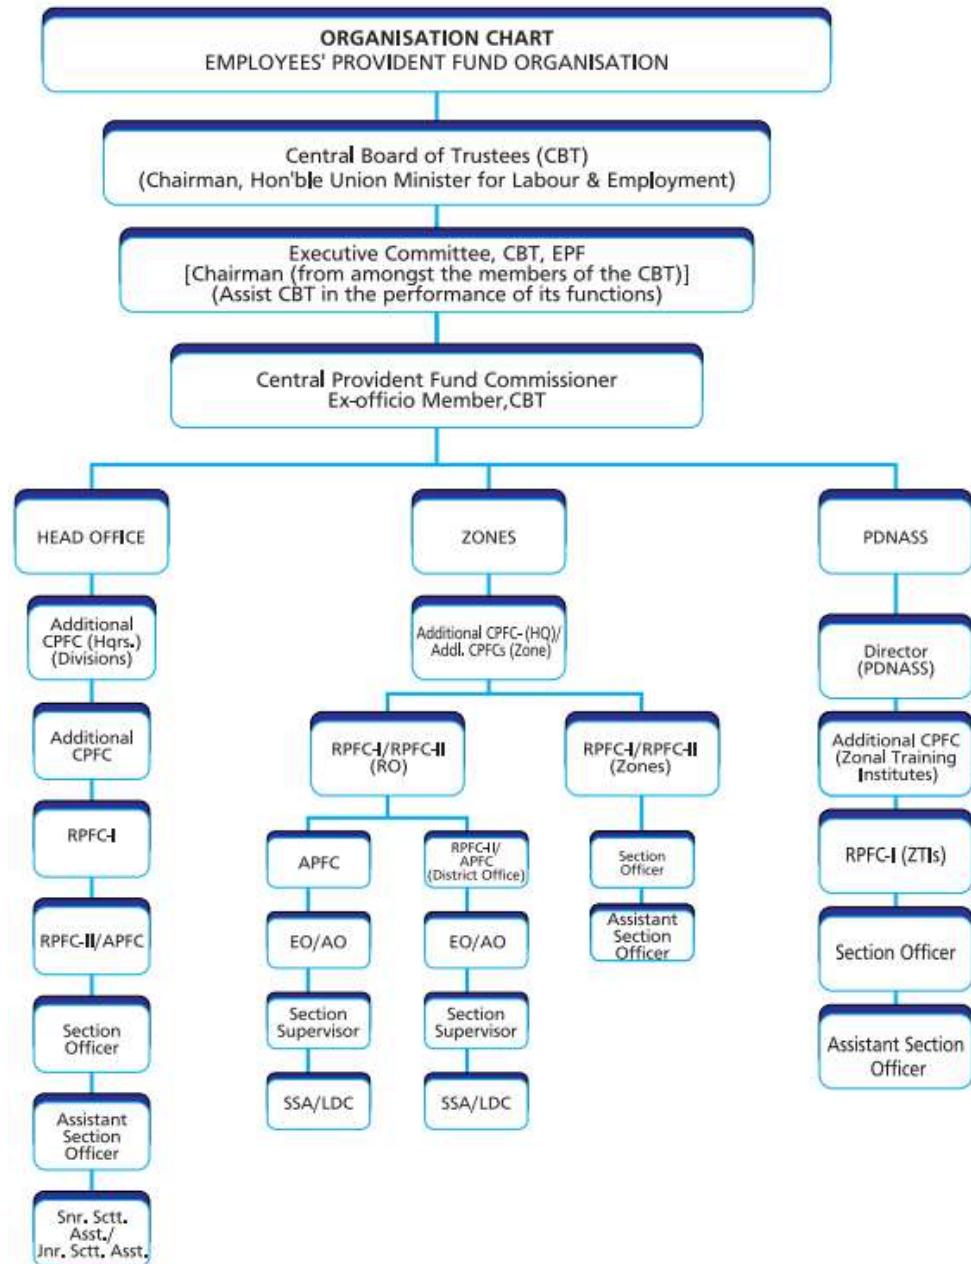 ORGANISATION CHART
EMPLOYEES' PROVIDENT FUND ORGANISATION
Central Board of Trustees (CBT)
(Chairman, Hon'ble Union Minister for Labour & Employment)
Executive Committee, CBT, EPF
[Chairman (from amongst the members of the CBT)]
(Assist CBT in the performance of its functions)
Central Provident Fund Commissioner
Ex-officio Member,CBT
HEAD OFFICE
Additional
CPFC (Hqrs.)
(Divisions)
Additional
CPFC
RPFC-I
RPFC-II/APFC
Section
Officer
Assistant
Section
Officer
Snr. Sctt.
Asst./
Jnr. Sctt. Asst.
ZONES
Additional CPFC- (HQ)/
Addl. CPFCs (Zone)
RPFC-I/RPFC-II
(RO)
APFC
EO/AO
Section
Supervisor
SSA/LDC
RPFC-II/
APFC
(District Office)
EO/AO
Section
Supervisor
SSA/LDC
RPFC-I/RPFC-II
(Zones)
Section
Officer
Assistant
Section
Officer
PDNASS
Director
(PDNASS)
Additional CPFC
(Zonal Training
Institutes)
RPFC-I (ZTIs)
Section Officer
Assistant Section
Officer